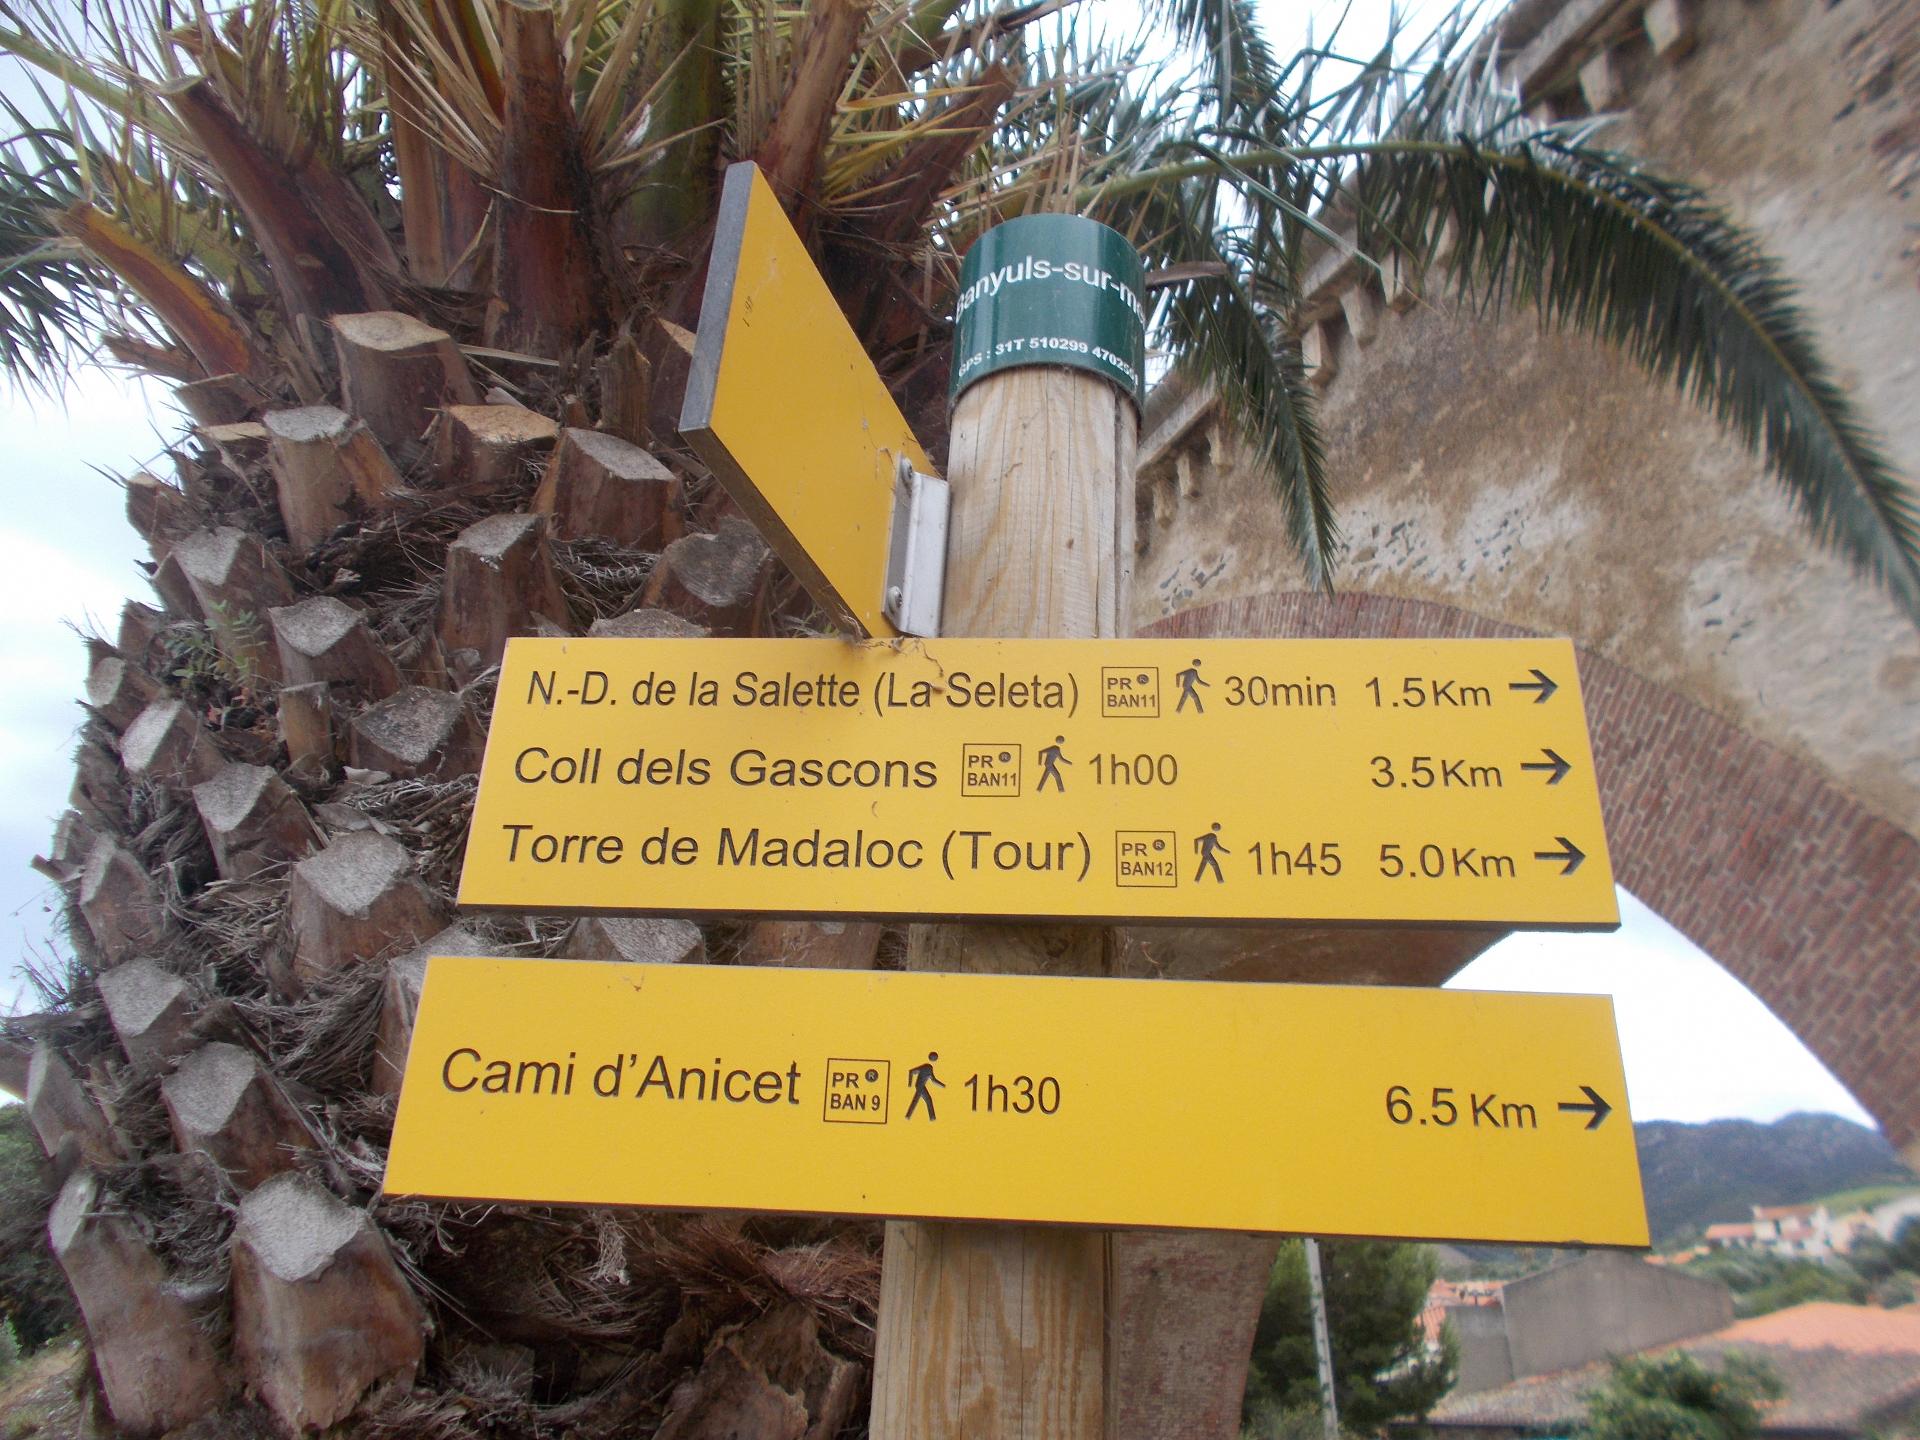 Banyuls-sur-m
GPS : 31T 510299 47025
N.-D. de la Salette (La Seleta) PR® BAN11 30min 1.5Km →
Coll dels Gascons PR® BAN11 1h00 3.5Km →
Torre de Madaloc (Tour) PR® BAN12 1h45 5.0Km →
Cami d'Anicet PR® BAN 9 1h30 6.5Km →